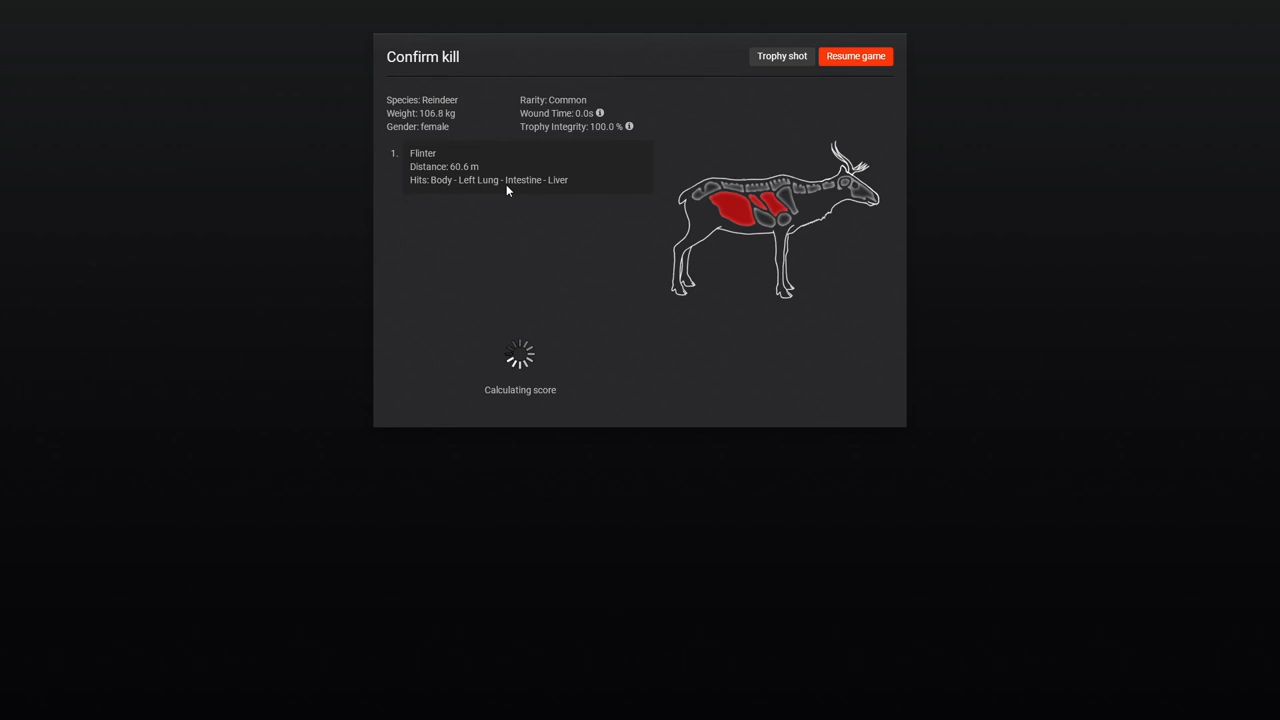 Confirm kill
Trophy shot
Resume game
Species: Reindeer
Rarity: Common
Weight: 106.8 kg
Wound Time: 0.0s
Gender: female
Trophy Integrity: 100.0 %
1.
Flinter
Distance: 60.6 m
Hits: Body - Left Lung - Intestine - Liver
Calculating score